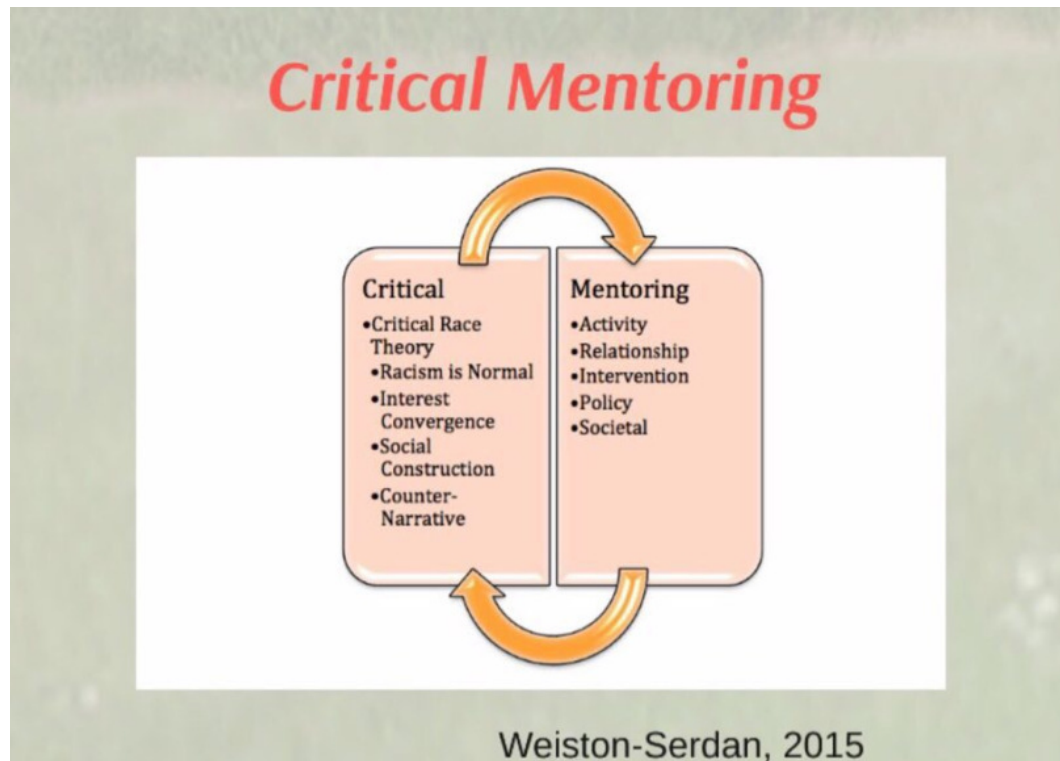 Critical Mentoring
Critical
•Critical Race
Theory
•Racism is Normal
•Interest
Convergence
•Social
Construction
•Counter-
Narrative
Mentoring
•Activity
•Relationship
•Intervention
•Policy
•Societal
Weiston-Serdan, 2015